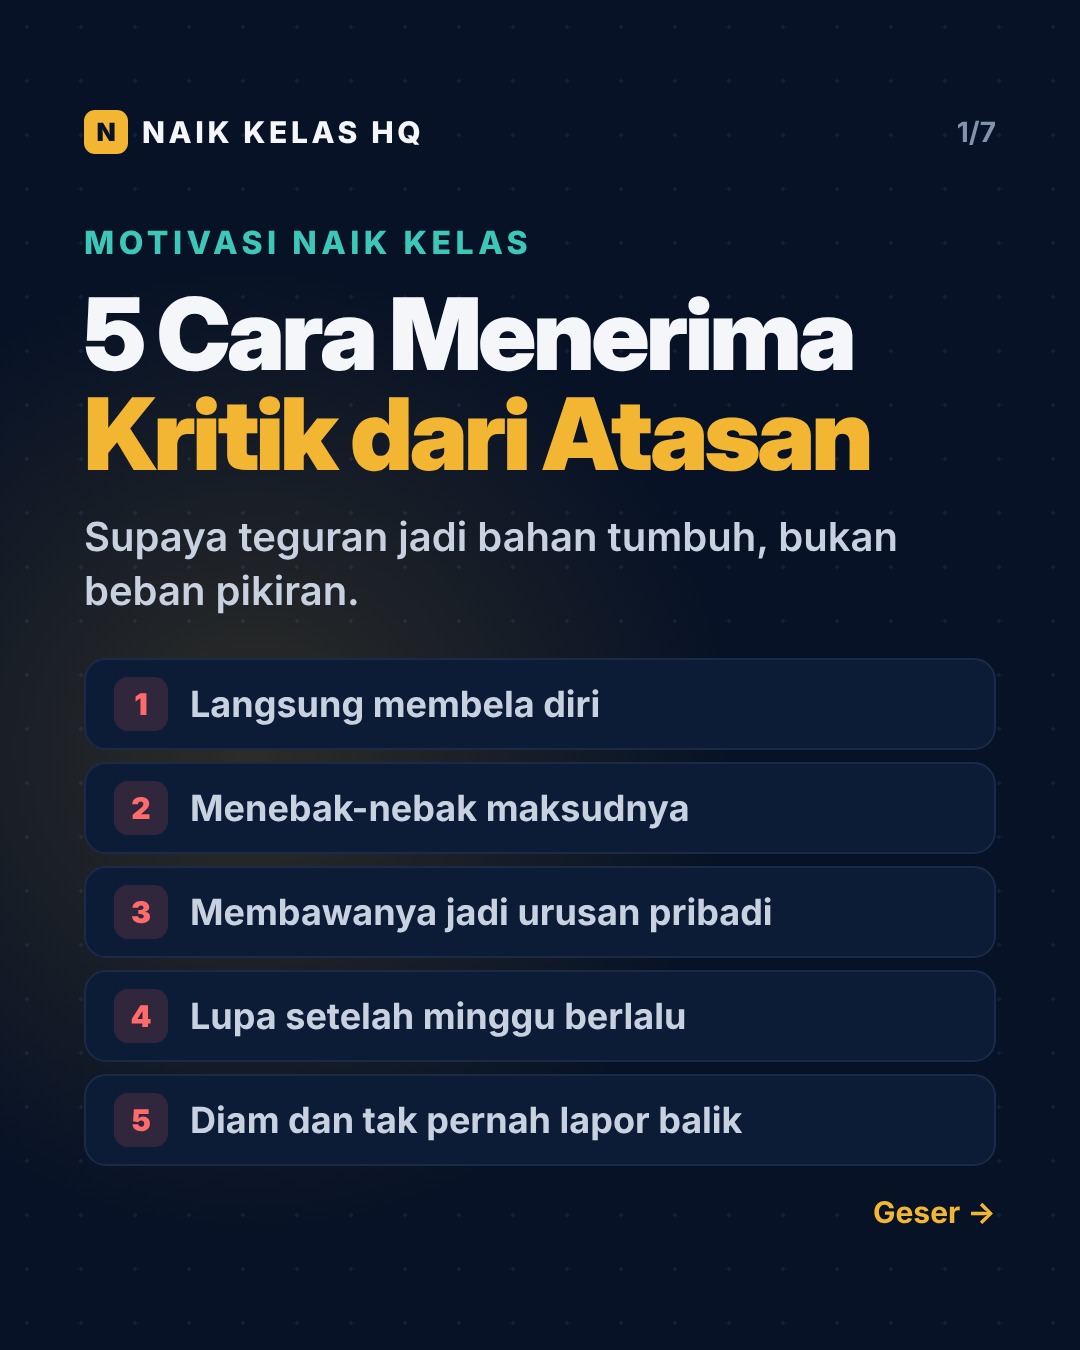 N NAIK KELAS HQ
1/7
MOTIVASI NAIK KELAS
5 Cara Menerima
Kritik dari Atasan
Supaya teguran jadi bahan tumbuh, bukan
beban pikiran.
1 Langsung membela diri
2 Menebak-nebak maksudnya
3 Membawanya jadi urusan pribadi
4 Lupa setelah minggu berlalu
5 Diam dan tak pernah lapor balik
Geser →